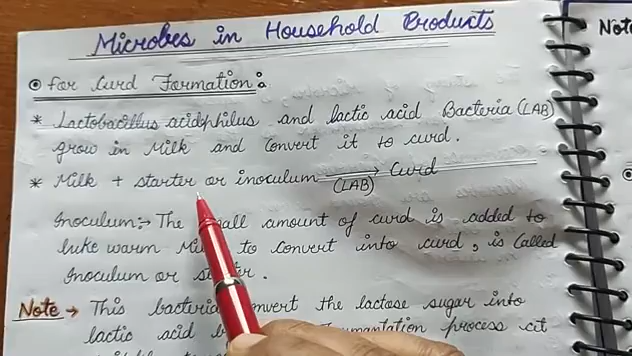 Microbes in Household Products
For Curd Formation:
* Lactobacillus acidphilus and lactic acid Bacteria (LAB)
grow in Milk and Convert it to curd.
* Milk + starter or inoculum → Curd
(LAB)
Inoculum:→ The amount of curd is added to
luke warm to Convert into curd, is Called
Inoculum or
Note → This bacteria the lactose sugar into
lactic acid process
Note